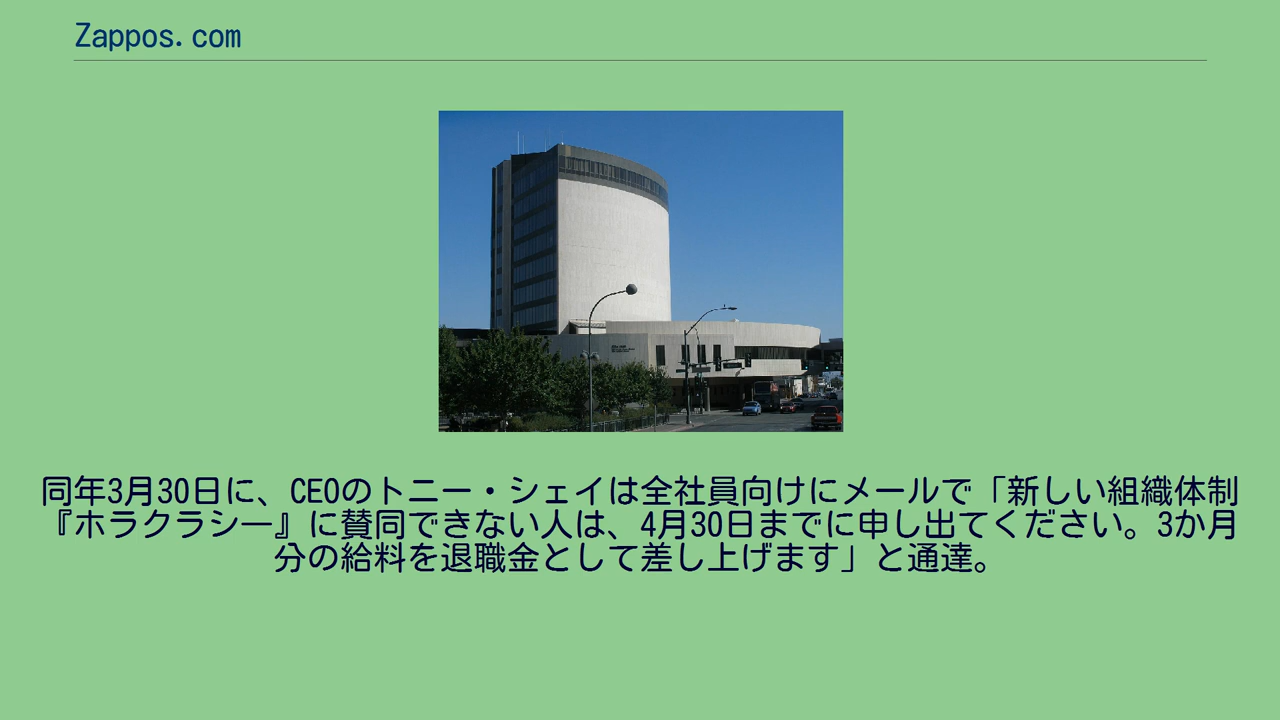 Zappos.com
同年3月30日に、CEOのトニー・シェイは全社員向けにメールで「新しい組織体制
『ホラクラシー』に賛同できない人は、4月30日までに申し出てください。3か月
分の給料を退職金として差し上げます」と通達。